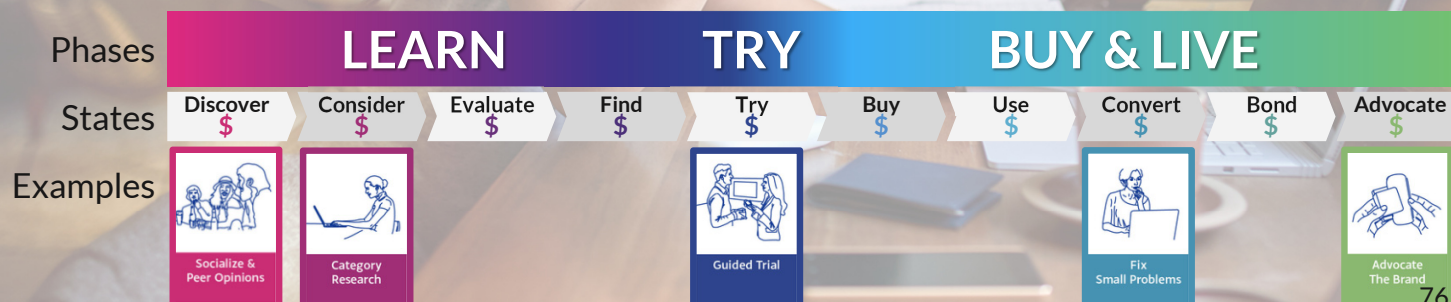 Phases
LEARN
TRY
BUY & LIVE
States
Discover
$
Consider
$
Evaluate
$
Find
$
Try
$
Buy
$
Use
$
Convert
$
Bond
$
Advocate
$
Examples
Socialize &
Peer Opinions
Category
Research
Guided Trial
Fix
Small Problems
Advocate
The Brand
76